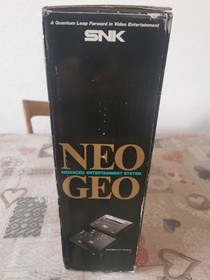 A Quantum Leap Forward in Video Entertainment
SNK
NEO
ADVANCED ENTERTAINMENT SYSTEM
GEO